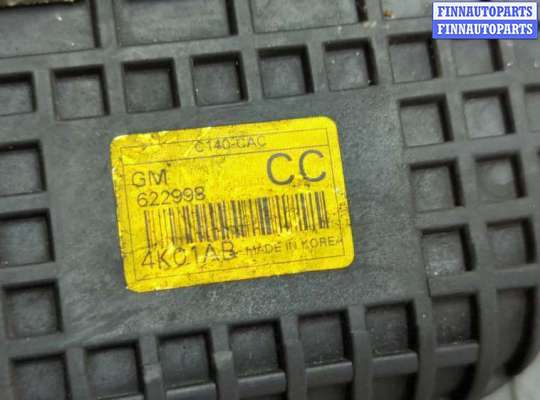 FINNAUTOPARTS
FINNAUTOPARTS
C140-CAC
GM
CC
622998
4KC1AB
MADE IN KOREA